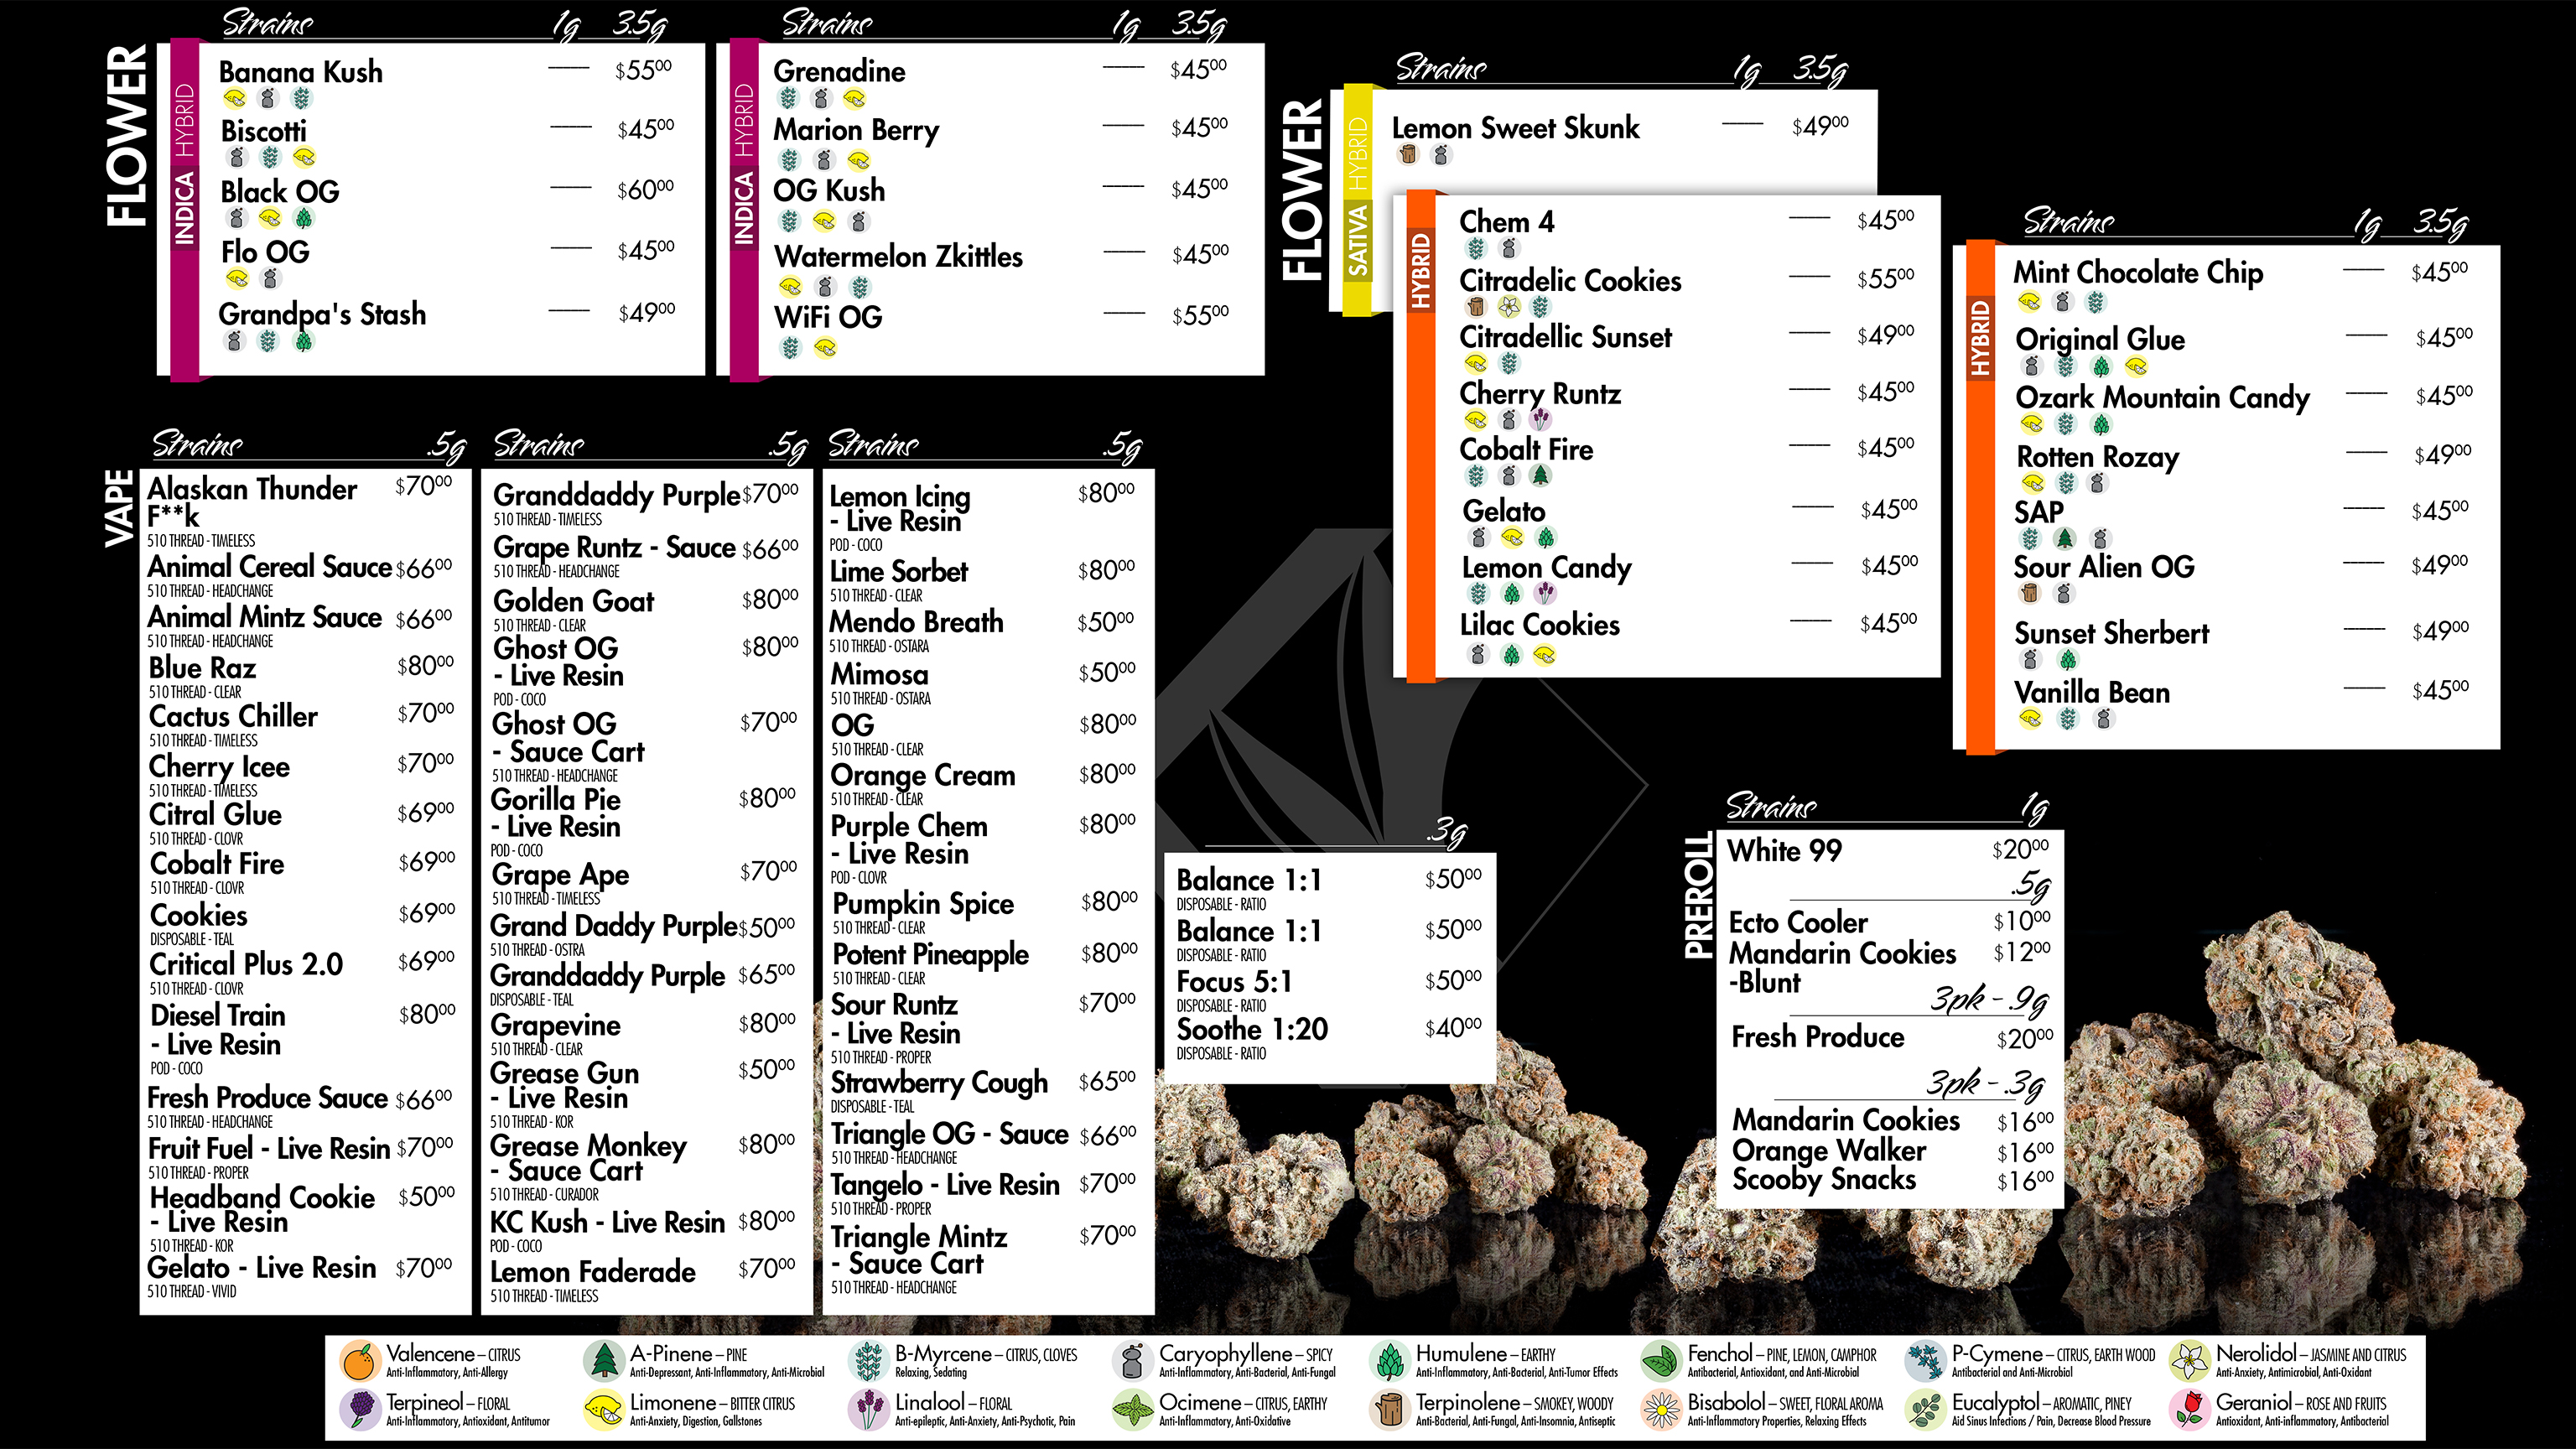 FLOWER
Strains 1g 3.5g
INDICA HYBRID
Banana Kush — $5500
Biscotti — $4500
Black OG — $6000
Flo OG — $4500
Grandpa's Stash — $4900
Strains 1g 3.5g
INDICA HYBRID
Grenadine — $4500
Marion Berry — $4500
OG Kush — $4500
Watermelon Zkittles — $4500
WiFi OG — $5500
FLOWER
Strains 1g 3.5g
SATIVA HYBRID
Lemon Sweet Skunk — $4900
HYBRID
Chem 4 — $4500
Citradelic Cookies — $5500
Citradellic Sunset — $4900
Cherry Runtz — $4500
Cobalt Fire — $4500
Gelato — $4500
Lemon Candy — $4500
Lilac Cookies — $4500
Strains 1g 3.5g
HYBRID
Mint Chocolate Chip — $4500
Original Glue — $4500
Ozark Mountain Candy — $4500
Rotten Rozay — $4900
SAP — $4500
Sour Alien OG — $4900
Sunset Sherbert — $4900
Vanilla Bean — $4500
VAPE
Strains .5g
Alaskan Thunder $7000
F**k
510 THREAD - TIMELESS
Animal Cereal Sauce $6600
510 THREAD - HEADCHANGE
Animal Mintz Sauce $6600
510 THREAD - HEADCHANGE
Blue Raz $8000
510 THREAD - CLEAR
Cactus Chiller $7000
510 THREAD - TIMELESS
Cherry Icee $7000
510 THREAD - TIMELESS
Citral Glue $6900
510 THREAD - CLOVR
Cobalt Fire $6900
510 THREAD - CLOVR
Cookies $6900
DISPOSABLE - TEAL
Critical Plus 2.0 $6900
510 THREAD - CLOVR
Diesel Train $8000
- Live Resin
POD - COCO
Fresh Produce Sauce $6600
510 THREAD - HEADCHANGE
Fruit Fuel - Live Resin $7000
510 THREAD - PROPER
Headband Cookie $5000
- Live Resin
510 THREAD - KOR
Gelato - Live Resin $7000
510 THREAD - VIVID
Strains .5g
Granddaddy Purple $7000
510 THREAD - TIMELESS
Grape Runtz - Sauce $6600
510 THREAD - HEADCHANGE
Golden Goat $8000
510 THREAD - CLEAR
Ghost OG $8000
- Live Resin
POD - COCO
Ghost OG $7000
- Sauce Cart
510 THREAD - HEADCHANGE
Gorilla Pie $8000
- Live Resin
POD - COCO
Grape Ape $7000
510 THREAD - TIMELESS
Grand Daddy Purple $5000
510 THREAD - OSTRA
Granddaddy Purple $6500
DISPOSABLE - TEAL
Grapevine $8000
510 THREAD - CLEAR
Grease Gun $5000
- Live Resin
510 THREAD - KOR
Grease Monkey $8000
- Sauce Cart
510 THREAD - CURADOR
KC Kush - Live Resin $8000
POD - COCO
Lemon Faderade $7000
510 THREAD - TIMELESS
Strains .5g
Lemon Icing $8000
- Live Resin
POD - COCO
Lime Sorbet $8000
510 THREAD - CLEAR
Mendo Breath $5000
510 THREAD - OSTARA
Mimosa $5000
510 THREAD - OSTARA
OG $8000
510 THREAD - CLEAR
Orange Cream $8000
510 THREAD - CLEAR
Purple Chem $8000
- Live Resin
POD - CLOVR
Pumpkin Spice $8000
510 THREAD - CLEAR
Potent Pineapple $8000
510 THREAD - CLEAR
Sour Runtz $7000
- Live Resin
510 THREAD - PROPER
Strawberry Cough $6500
DISPOSABLE - TEAL
Triangle OG - Sauce $6600
510 THREAD - HEADCHANGE
Tangelo - Live Resin $7000
510 THREAD - PROPER
Triangle Mintz $7000
- Sauce Cart
510 THREAD - HEADCHANGE
.3g
Balance 1:1 $5000
DISPOSABLE - RATIO
Balance 1:1 $5000
DISPOSABLE - RATIO
Focus 5:1 $5000
DISPOSABLE - RATIO
Soothe 1:20 $4000
DISPOSABLE - RATIO
PREROLL
Strains 1g
White 99 $2000
.5g
Ecto Cooler $1000
Mandarin Cookies $1200
-Blunt
3pk - .9g
Fresh Produce $2000
3pk - .3g
Mandarin Cookies $1600
Orange Walker $1600
Scooby Snacks $1600
Valencene – CITRUS
Anti-Inflammatory, Anti-Allergy
A-Pinene – PINE
Anti-Depressant, Anti-Inflammatory, Anti-Microbial
B-Myrcene – CITRUS, CLOVES
Relaxing, Sedating
Caryophyllene – SPICY
Anti-Inflammatory, Anti-Bacterial, Anti-Fungal
Humulene – EARTHY
Anti-Inflammatory, Anti-Bacterial, Anti-Tumor Effects
Fenchol – PINE, LEMON, CAMPHOR
Antibacterial, Antioxidant, and Anti-Microbial
P-Cymene – CITRUS, EARTH WOOD
Antibacterial and Anti-Microbial
Nerolidol – JASMINE AND CITRUS
Anti-Anxiety, Antimicrobial, Anti-Oxidant
Terpineol – FLORAL
Anti-Inflammatory, Antioxidant, Antitumor
Limonene – BITTER CITRUS
Anti-Anxiety, Digestion, Gallstones
Linalool – FLORAL
Anti-epileptic, Anti-Anxiety, Anti-Psychotic, Pain
Ocimene – CITRUS, EARTHY
Anti-Inflammatory, Anti-Oxidative
Terpinolene – SMOKEY, WOODY
Anti-Bacterial, Anti-Fungal, Anti-Insomnia, Antiseptic
Bisabolol – SWEET, FLORAL AROMA
Anti-Inflammatory Properties, Relaxing Effects
Eucalyptol – AROMATIC, PINEY
Aid Sinus Infections / Pain, Decrease Blood Pressure
Geraniol – ROSE AND FRUITS
Antioxidant, Anti-inflammatory, Antibacterial